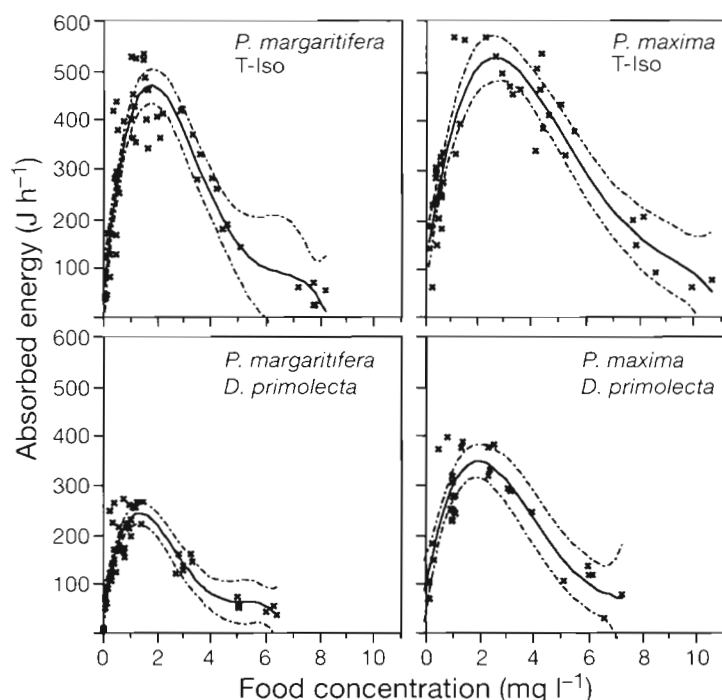 Absorbed energy (J h⁻¹)
600
500
400
300
200
100
P. margaritifera
T-Iso
P. maxima
T-Iso
600
500
400
300
200
100
P. margaritifera
D. primolecta
P. maxima
D. primolecta
0 2 4 6 8 10
0 2 4 6 8 10
Food concentration (mg l⁻¹)